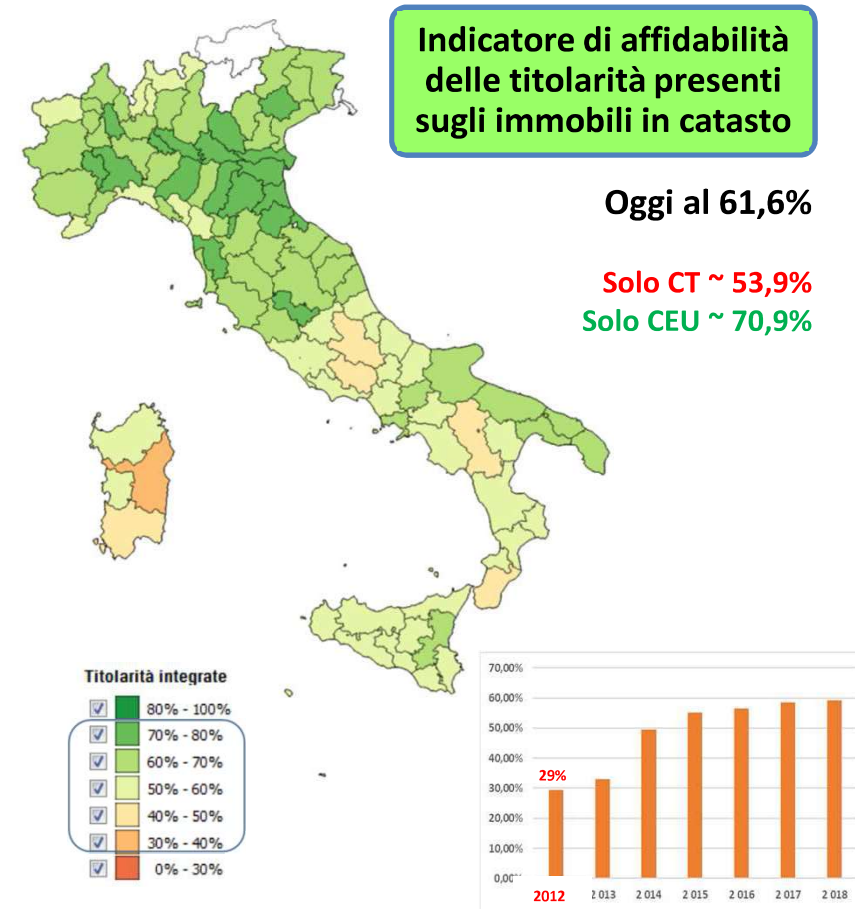 Indicatore di affidabilità
delle titolarità presenti
sugli immobili in catasto
Oggi al 61,6%
Solo CT ~ 53,9%
Solo CEU ~ 70,9%
Titolarità integrate
80% - 100%
70% - 80%
60% - 70%
50% - 60%
40% - 50%
30% - 40%
0% - 30%
70,00%
60,00%
50,00%
40,00%
30,00%
20,00%
10,00%
29%
2012
2 013
2 014
2 015
2 016
2 017
2 018